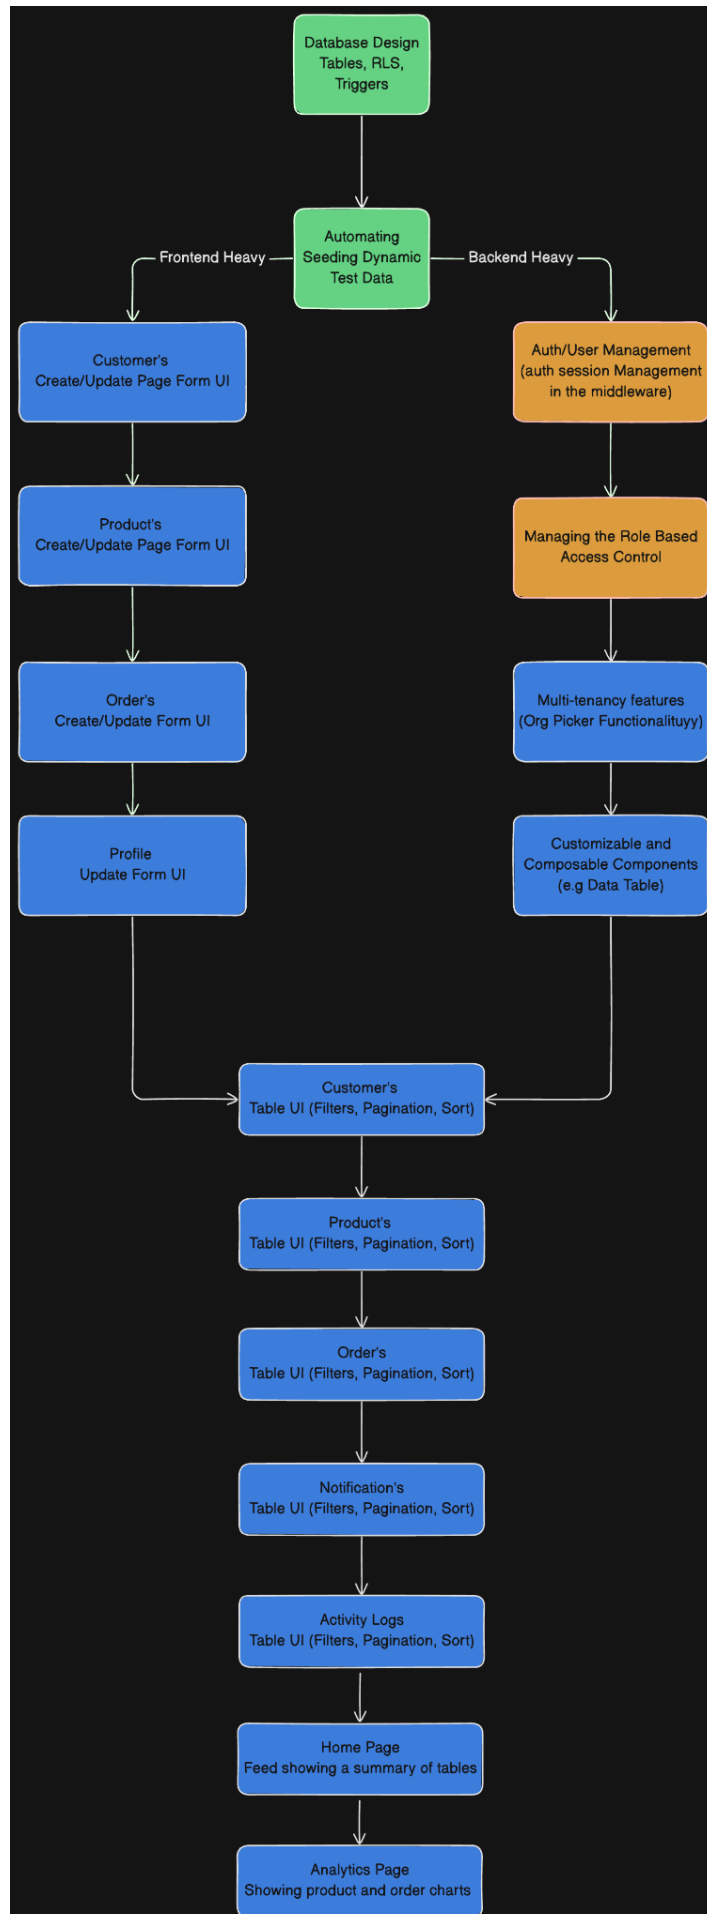 Database Design
Tables, RLS,
Triggers
Automating
Seeding Dynamic
Test Data
Frontend Heavy
Backend Heavy
Customer's
Create/Update Page Form UI
Auth/User Management
(auth session Management
in the middleware)
Product's
Create/Update Page Form UI
Managing the Role Based
Access Control
Order's
Create/Update Form UI
Multi-tenancy features
(Org Picker Functionalituyy)
Profile
Update Form UI
Customizable and
Composable Components
(e.g Data Table)
Customer's
Table UI (Filters, Pagination, Sort)
Product's
Table UI (Filters, Pagination, Sort)
Order's
Table UI (Filters, Pagination, Sort)
Notification's
Table UI (Filters, Pagination, Sort)
Activity Logs
Table UI (Filters, Pagination, Sort)
Home Page
Feed showing a summary of tables
Analytics Page
Showing product and order charts